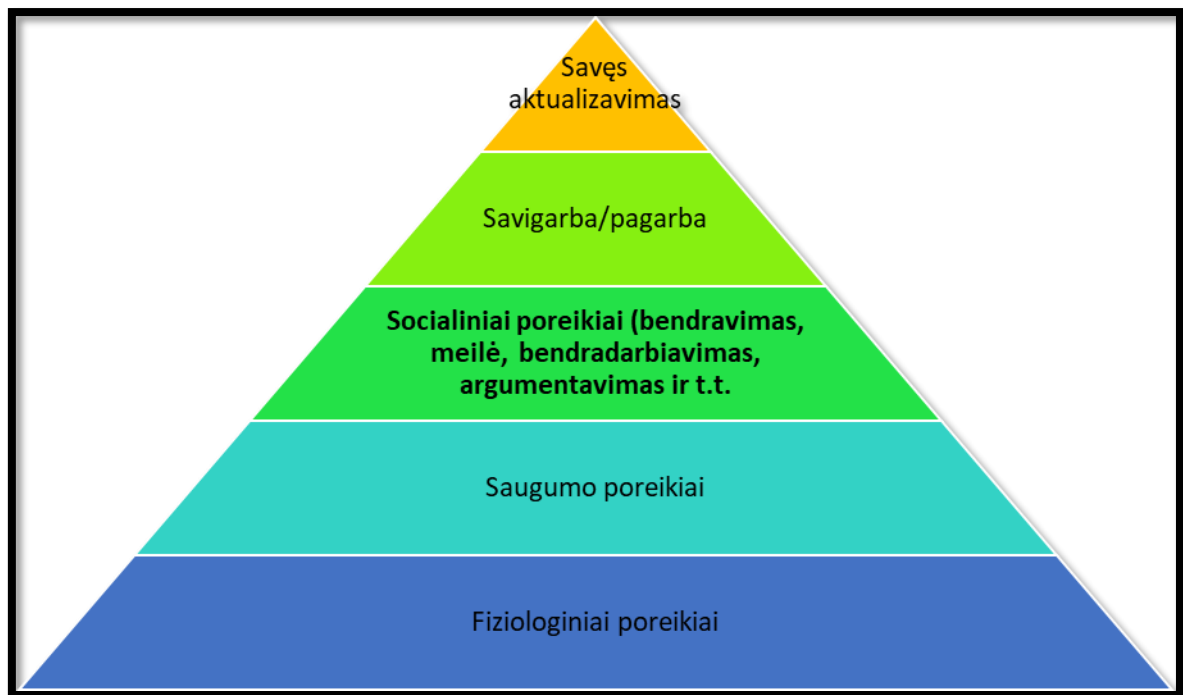 Savęs
aktualizavimas
Savigarba/pagarba
Socialiniai poreikiai (bendravimas,
meilė, bendradarbiavimas,
argumentavimas ir t.t.
Saugumo poreikiai
Fiziologiniai poreikiai